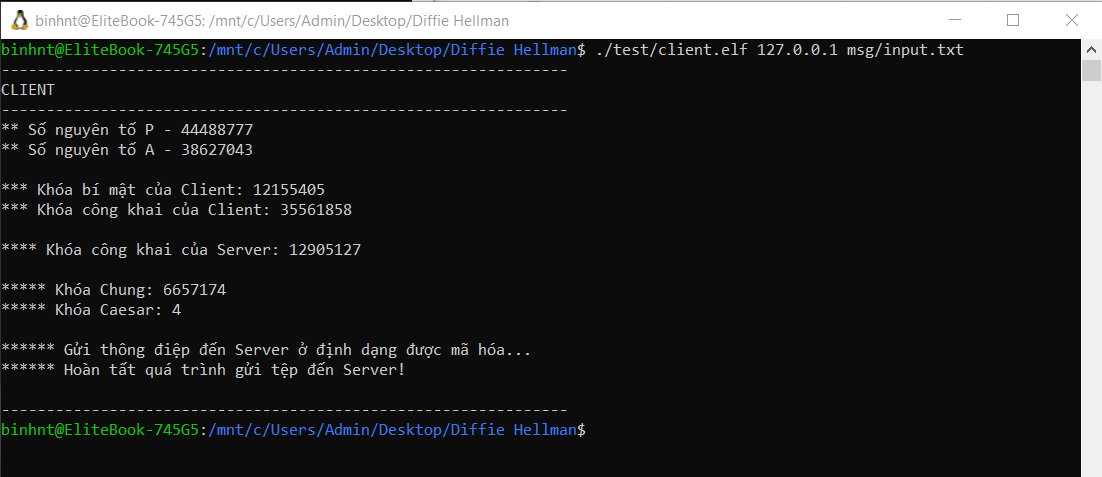 binhnt@EliteBook-745G5: /mnt/c/Users/Admin/Desktop/Diffie Hellman
binhnt@EliteBook-745G5:/mnt/c/Users/Admin/Desktop/Diffie Hellman$ ./test/client.elf 127.0.0.1 msg/input.txt
---------------------------------------------------------------
CLIENT
---------------------------------------------------------------
** Số nguyên tố P - 44488777
** Số nguyên tố A - 38627043
*** Khóa bí mật của Client: 12155405
*** Khóa công khai của Client: 35561858
**** Khóa công khai của Server: 12905127
***** Khóa Chung: 6657174
***** Khóa Caesar: 4
****** Gửi thông điệp đến Server ở định dạng được mã hóa...
****** Hoàn tất quá trình gửi tệp đến Server!
---------------------------------------------------------------
binhnt@EliteBook-745G5:/mnt/c/Users/Admin/Desktop/Diffie Hellman$